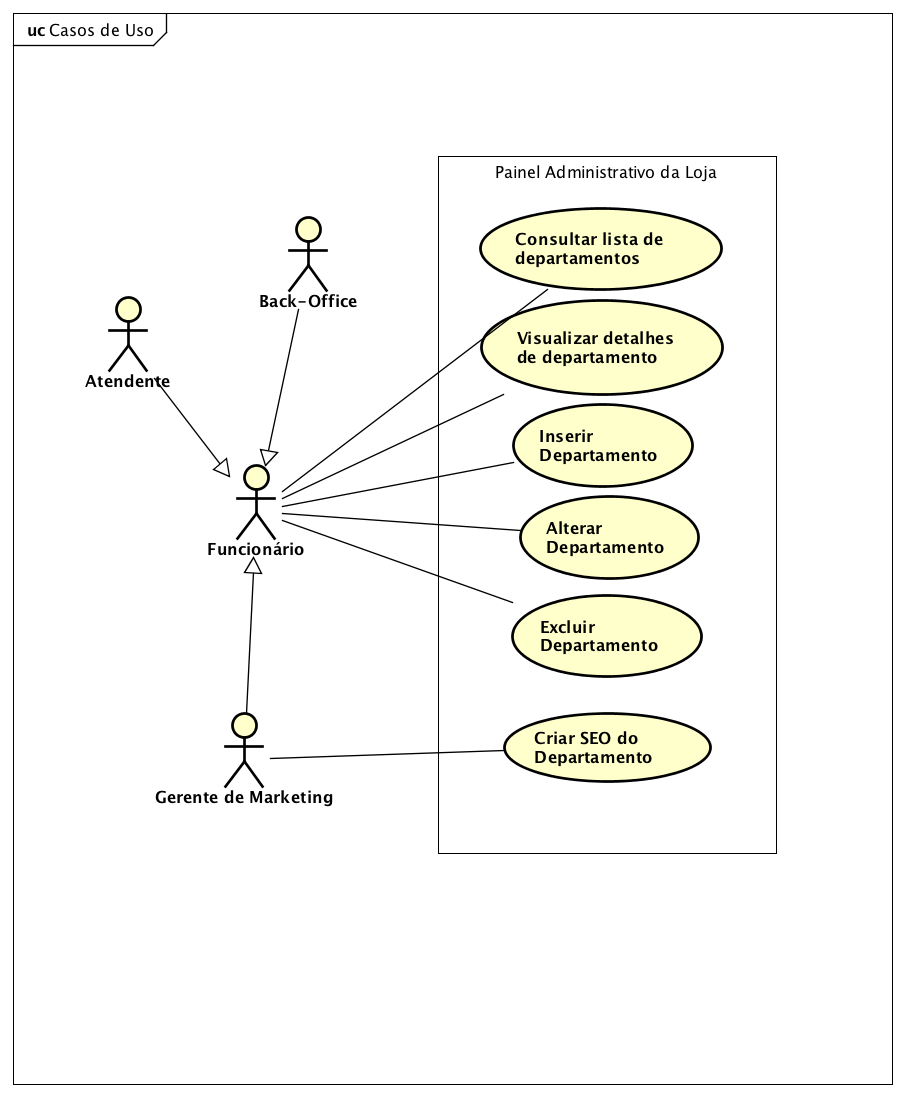 uc Casos de Uso
Painel Administrativo da Loja
Consultar lista de
departamentos
Back-Office
Visualizar detalhes
de departamento
Atendente
Inserir
Departamento
Alterar
Departamento
Funcionário
Excluir
Departamento
Criar SEO do
Departamento
Gerente de Marketing